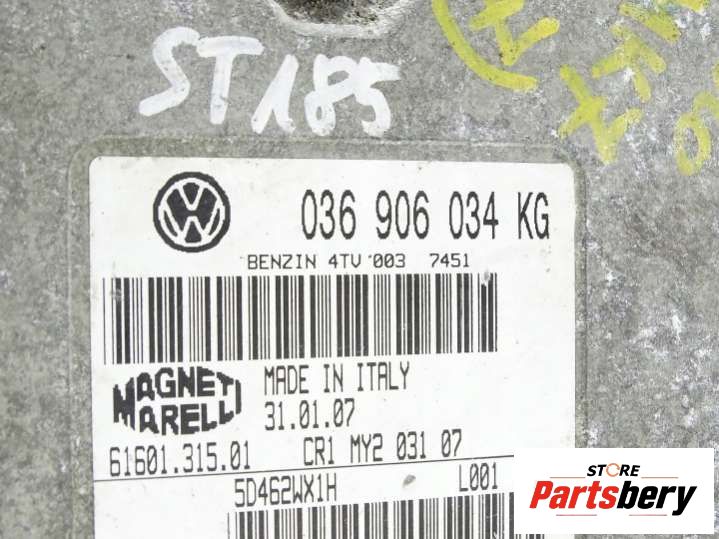 ST185
036 906 034 KG
BENZIN 4TV 003 7451
MAGNETI
MARELLI
MADE IN ITALY
31.01.07
61601.315.01 CR1 MY2 031 07
5D462WX1H L001
STORE
Partsbery